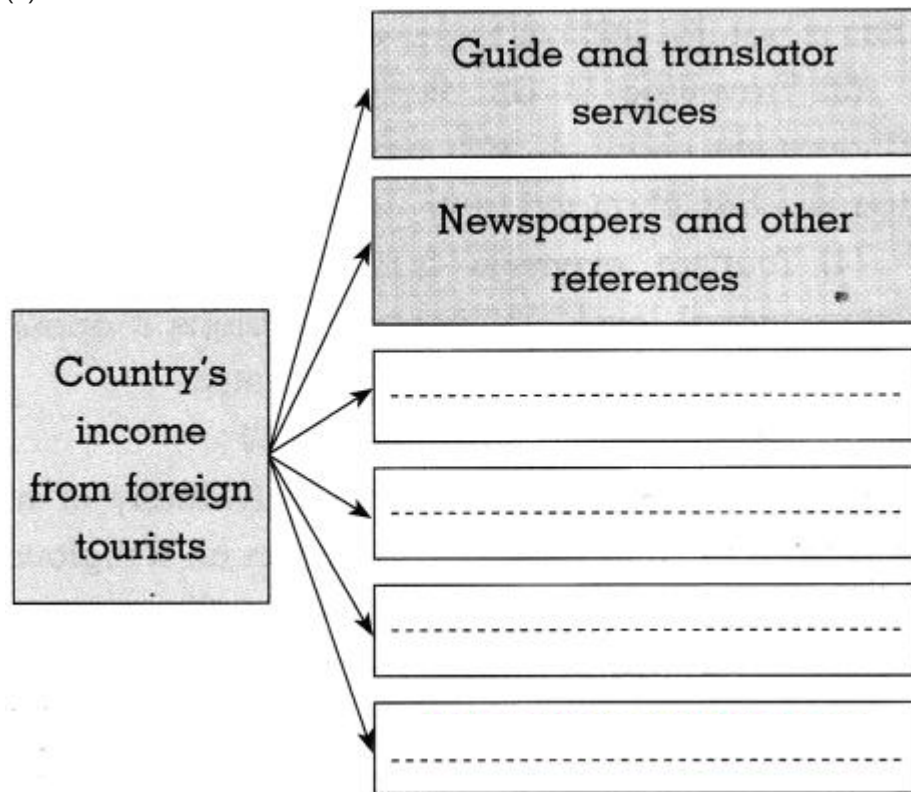 Guide and translator
services
Newspapers and other
references
Country's
income
from foreign
tourists